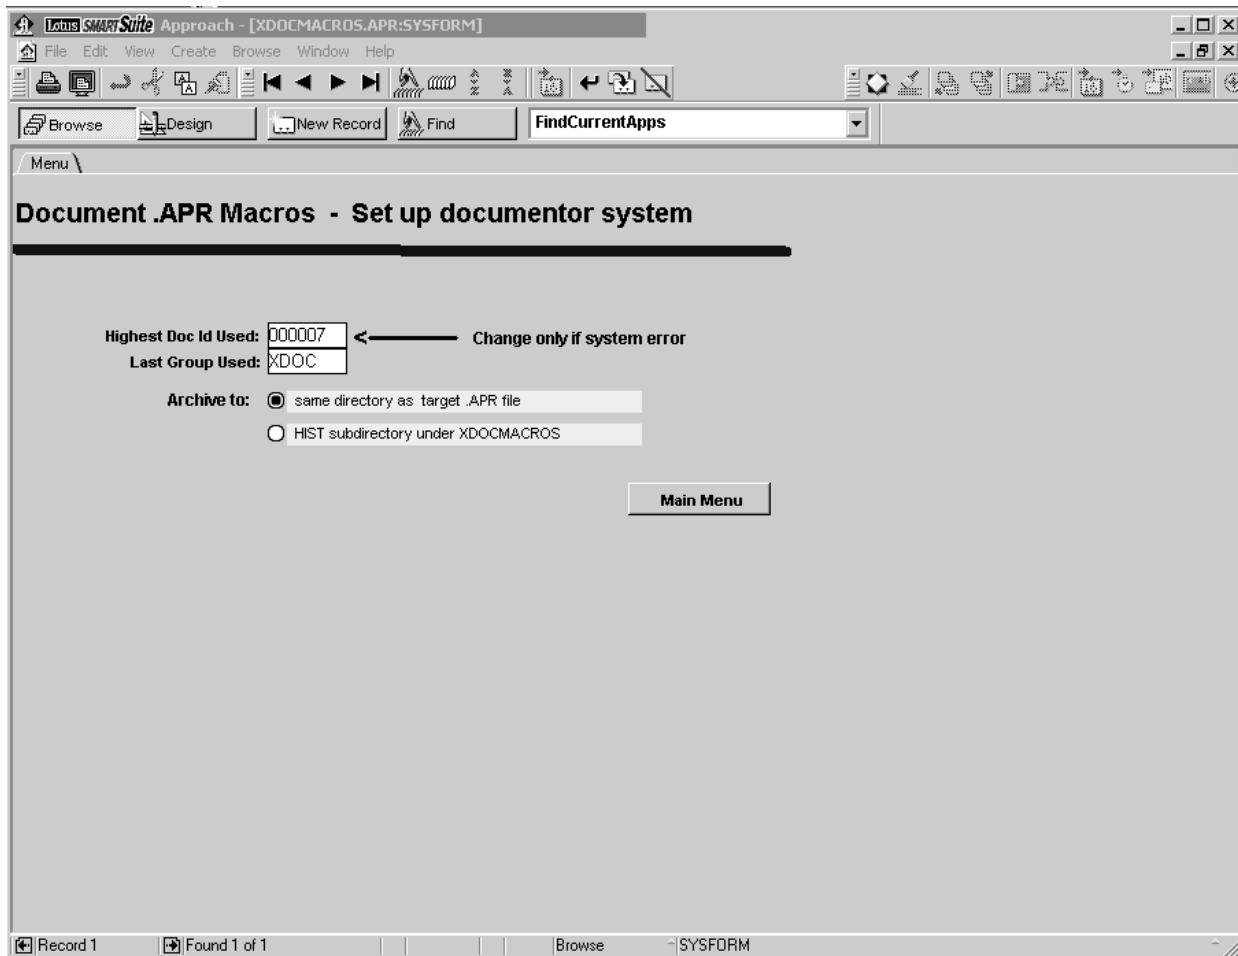 Lotus SMARTSuite Approach - [XDOCMACROS.APR:SYSFORM]
File Edit View Create Browse Window Help
Browse Design New Record Find FindCurrentApps
Menu
Document .APR Macros - Set up documentor system
Highest Doc Id Used: 000007 Change only if system error
Last Group Used: XDOC
Archive to: same directory as target .APR file
HIST subdirectory under XDOCMACROS
Main Menu
Record 1 Found 1 of 1 Browse SYSFORM